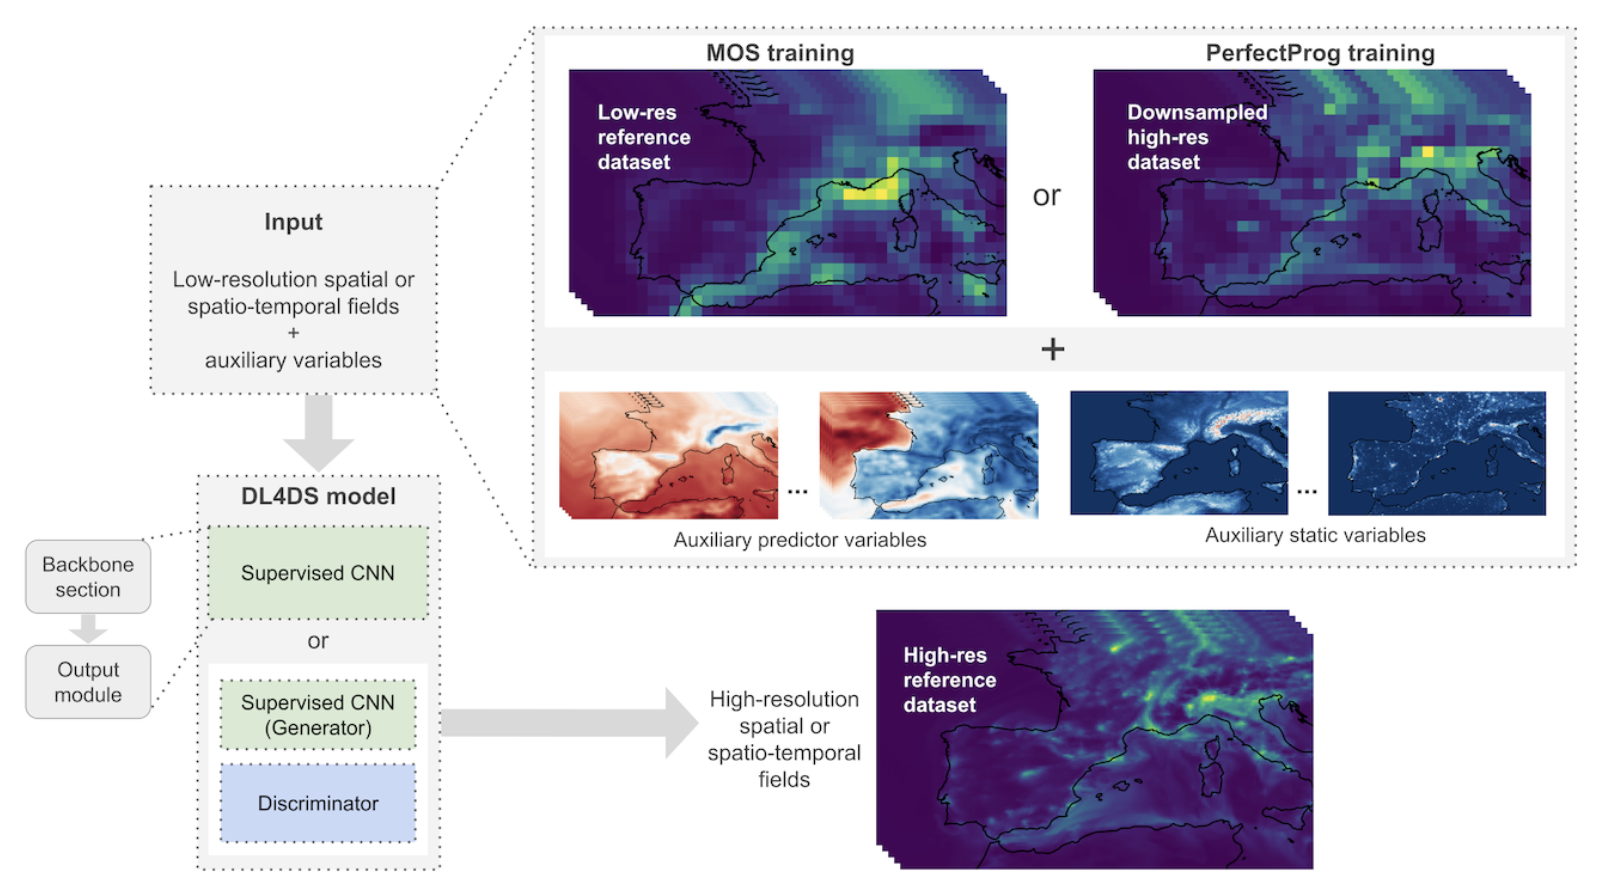 MOS training
PerfectProg training
Low-res
reference
dataset
or
Downsampled
high-res
dataset
Input
Low-resolution spatial or
spatio-temporal fields
+
auxiliary variables
+
...
Auxiliary predictor variables
...
Auxiliary static variables
DL4DS model
Supervised CNN
or
Supervised CNN
(Generator)
Discriminator
Backbone
section
Output
module
High-resolution
spatial or
spatio-temporal
fields
High-res
reference
dataset